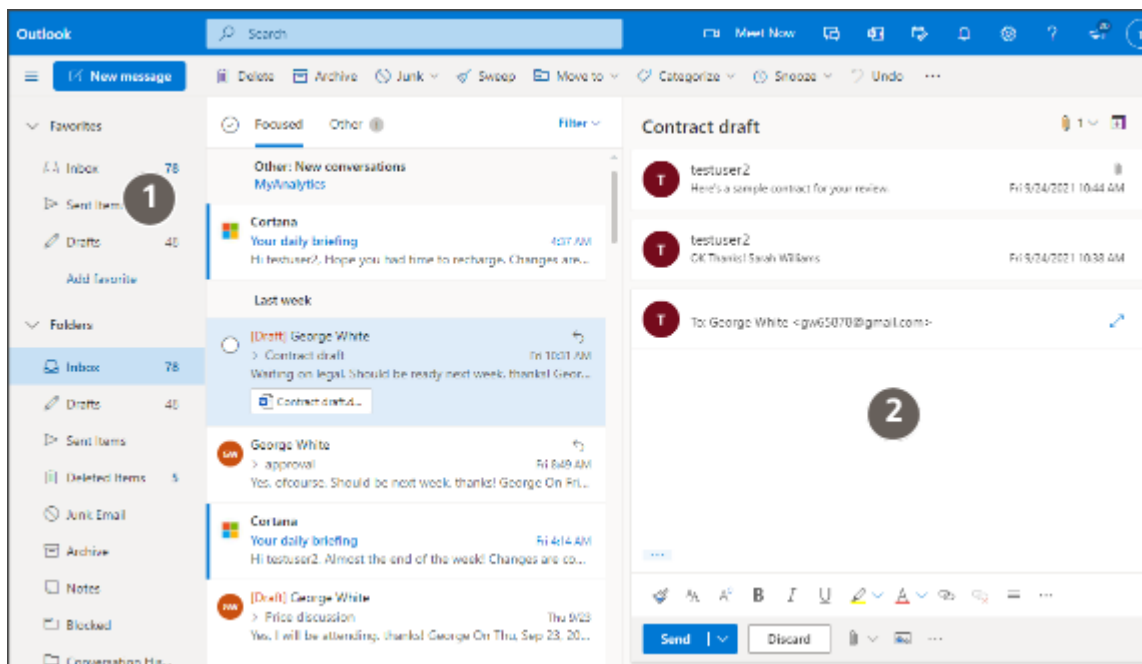 Outlook
Search
Meet Now
New message
Delete
Archive
Junk
Sweep
Move to
Categorize
Snooze
Undo
Favorites
Inbox 78
Sent Item
1
Drafts 46
Add favorite
Folders
Inbox 78
Drafts 46
Sent Items
Deleted Items 5
Junk Email
Archive
Notes
Blocked
Conversation His...
Focused
Other
Filter
Other: New conversations
MyAnalytics
Cortana
Your daily briefing 4:07 AM
Hi testuser2, Hope you had time to recharge. Changes are...
Last week
[Draft] George White
> Contract draft Fri 10:31 AM
Waiting on legal. Should be ready next week. thanks! Geor...
Contract draft.d...
GW
George White
> approval Fri 8:49 AM
Yes, ofcourse. Should be next week. thanks! George On Fri...
Cortana
Your daily briefing Fri 4:14 AM
Hi testuser2, Almost the end of the week! Changes are co...
[Draft] George White
> Price discussion Thu 9/23
Yes, I will be attending. thanks! George On Thu, Sep 23, 20...
Contract draft
1
T
testuser2
Here's a sample contract for your review.
Fri 9/24/2021 10:44 AM
T
testuser2
OK Thanks! Sarah Williams
Fri 9/24/2021 10:38 AM
T
To: George White <gw65878@gmail.com>
2
B I U A
Send
Discard